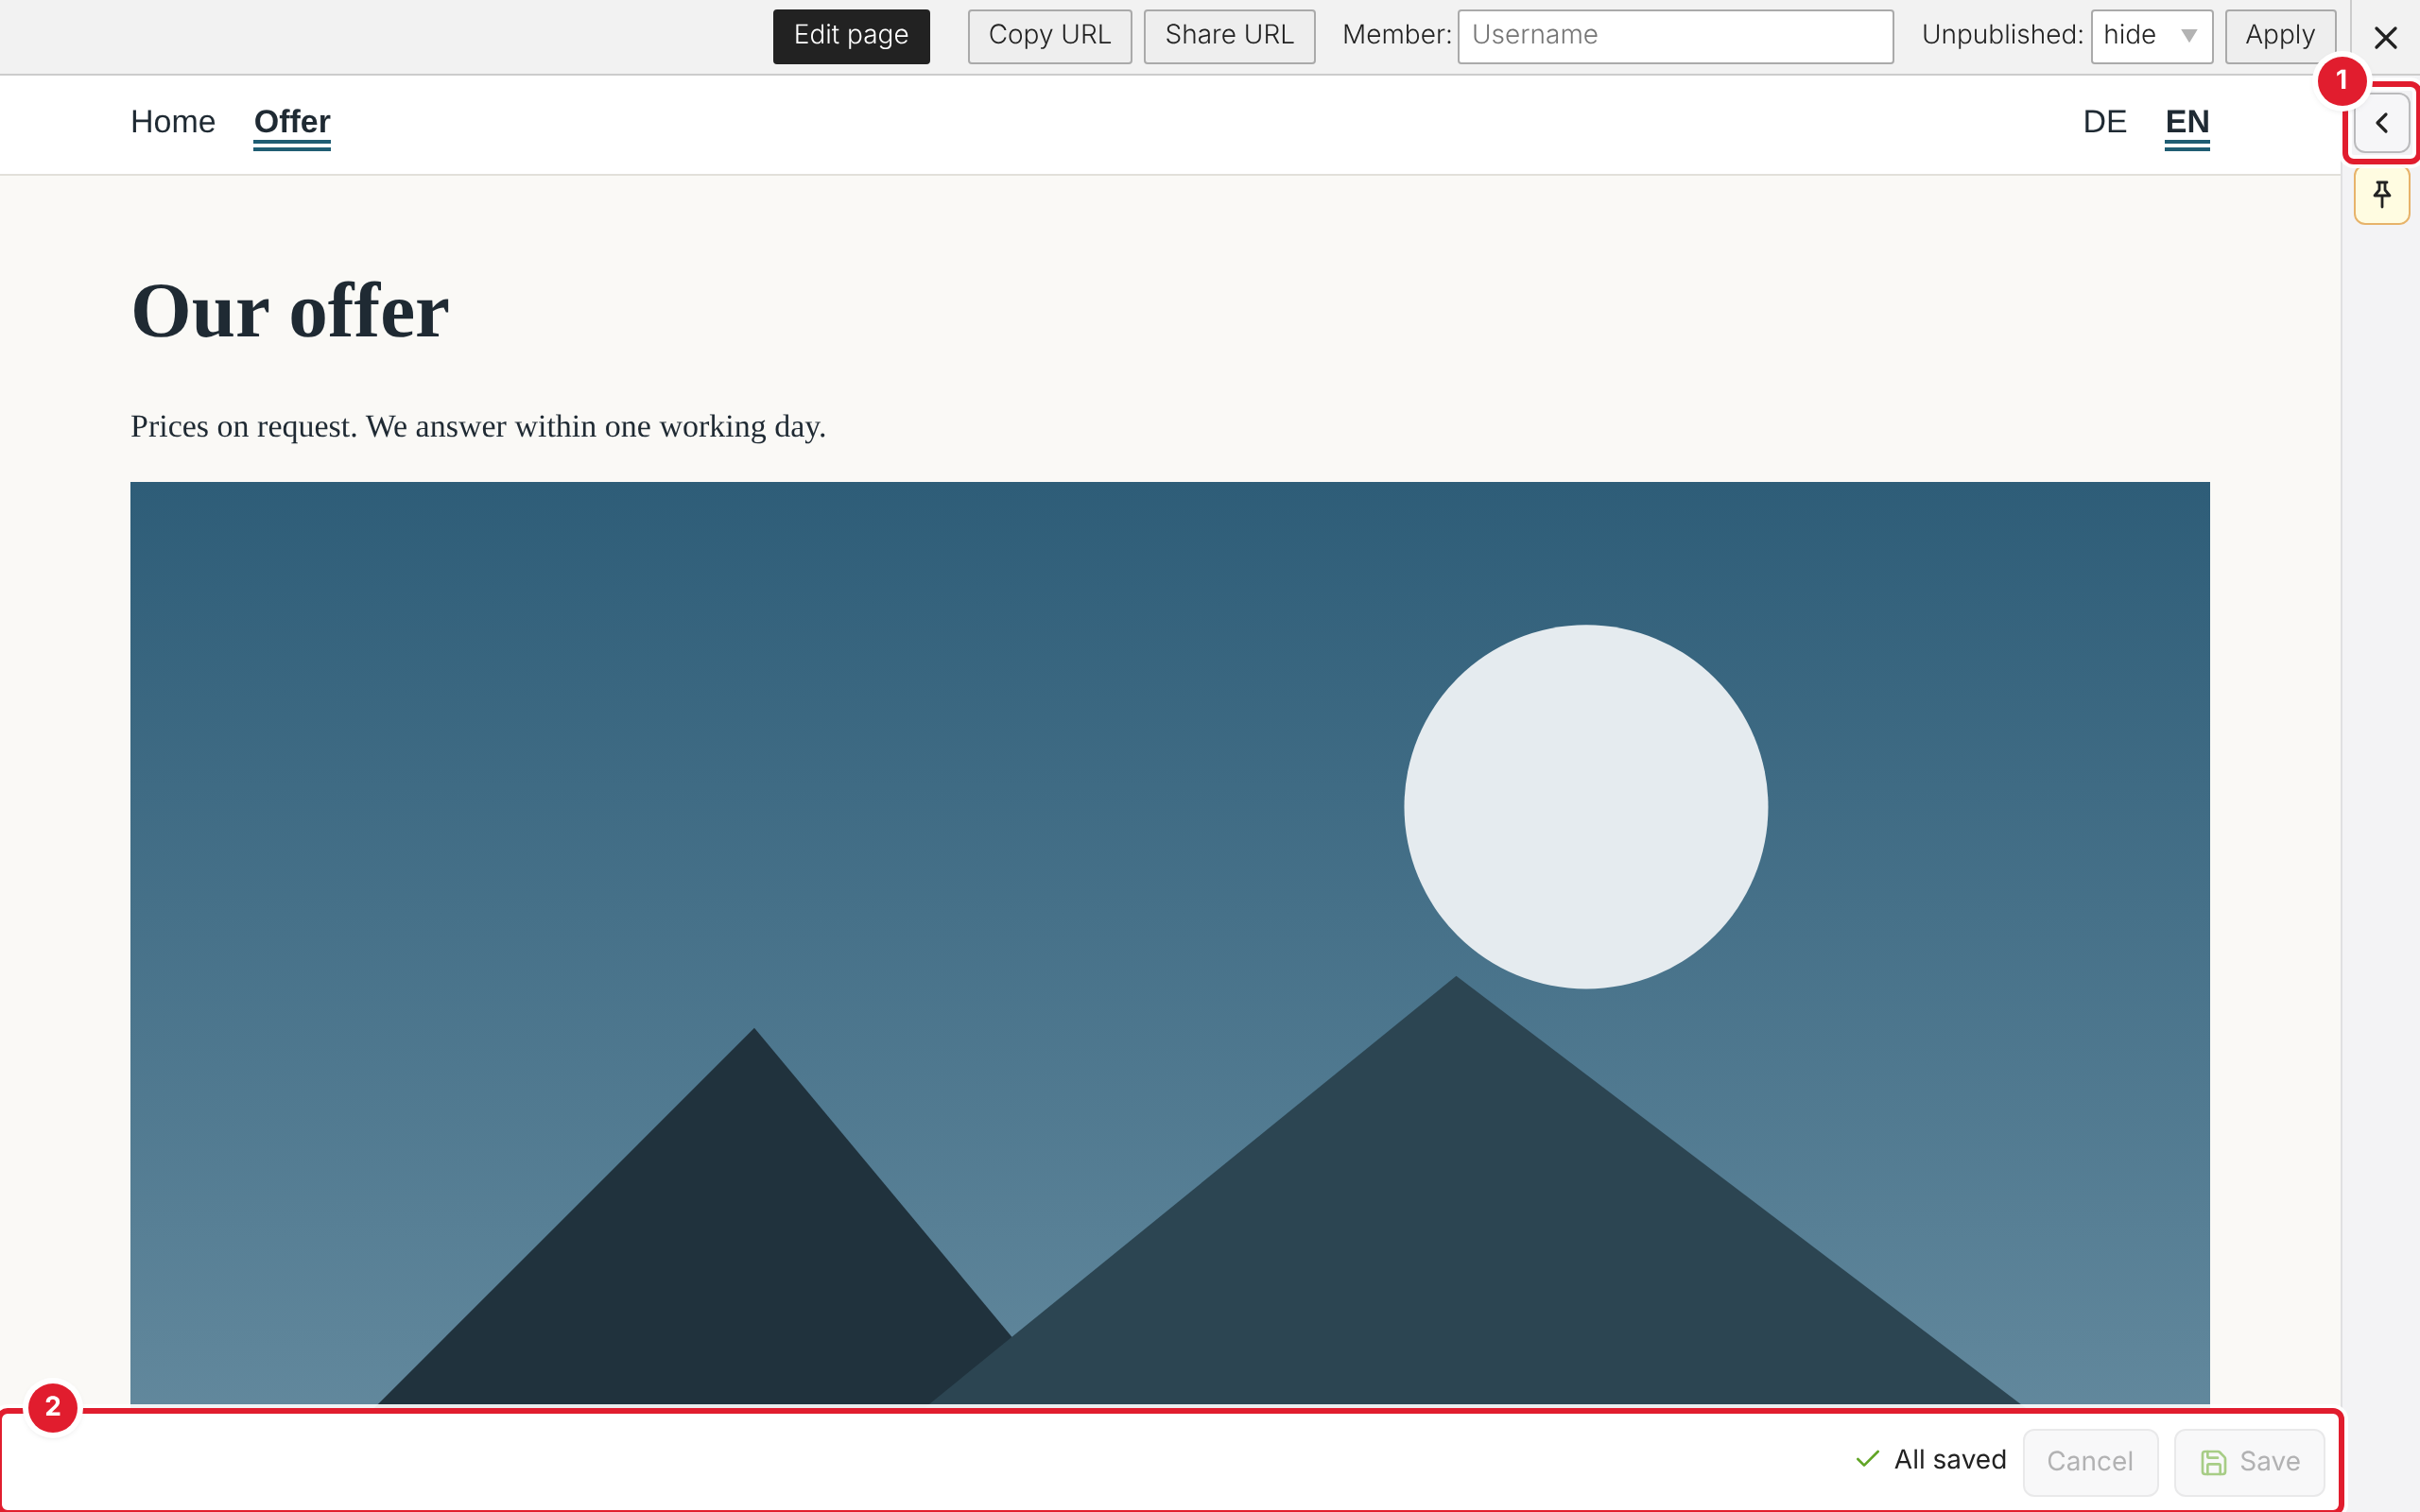 Edit page Copy URL Share URL Member: Username Unpublished: hide Apply
1
Home Offer DE EN
Our offer
Prices on request. We answer within one working day.
2
All saved Cancel Save